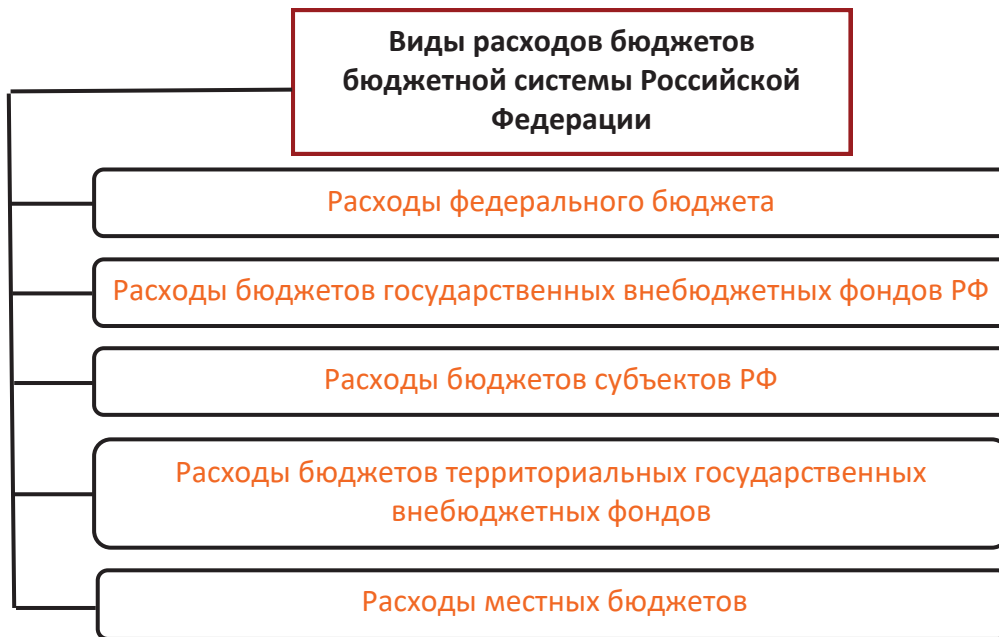 Виды расходов бюджетов
бюджетной системы Российской
Федерации
Расходы федерального бюджета
Расходы бюджетов государственных внебюджетных фондов РФ
Расходы бюджетов субъектов РФ
Расходы бюджетов территориальных государственных
внебюджетных фондов
Расходы местных бюджетов